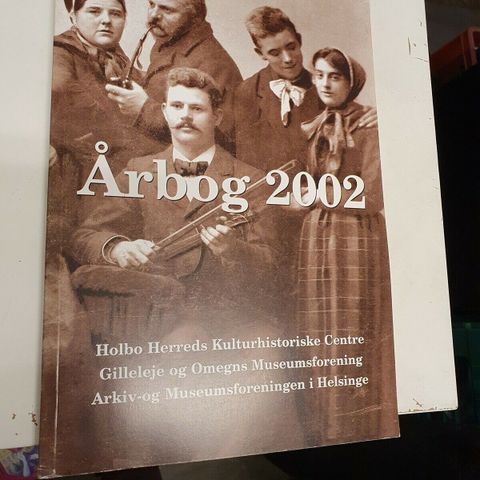 Årbog 2002
Holbo Herreds Kulturhistoriske Centre
Gilleleje og Omegns Museumsforening
Arkiv-og Museumsforeningen i Helsinge